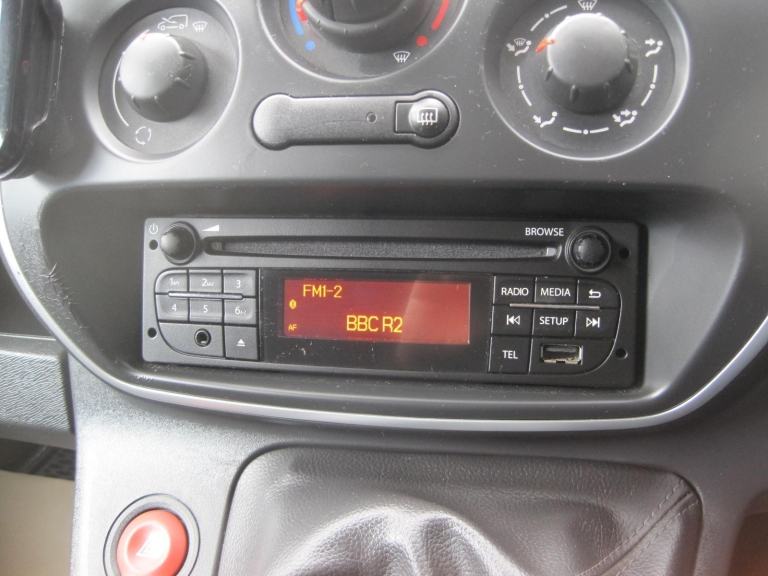 BROWSE
FM1-2
AF
BBC R2
1
2
3
4
5
6
RADIO
MEDIA
SETUP
TEL